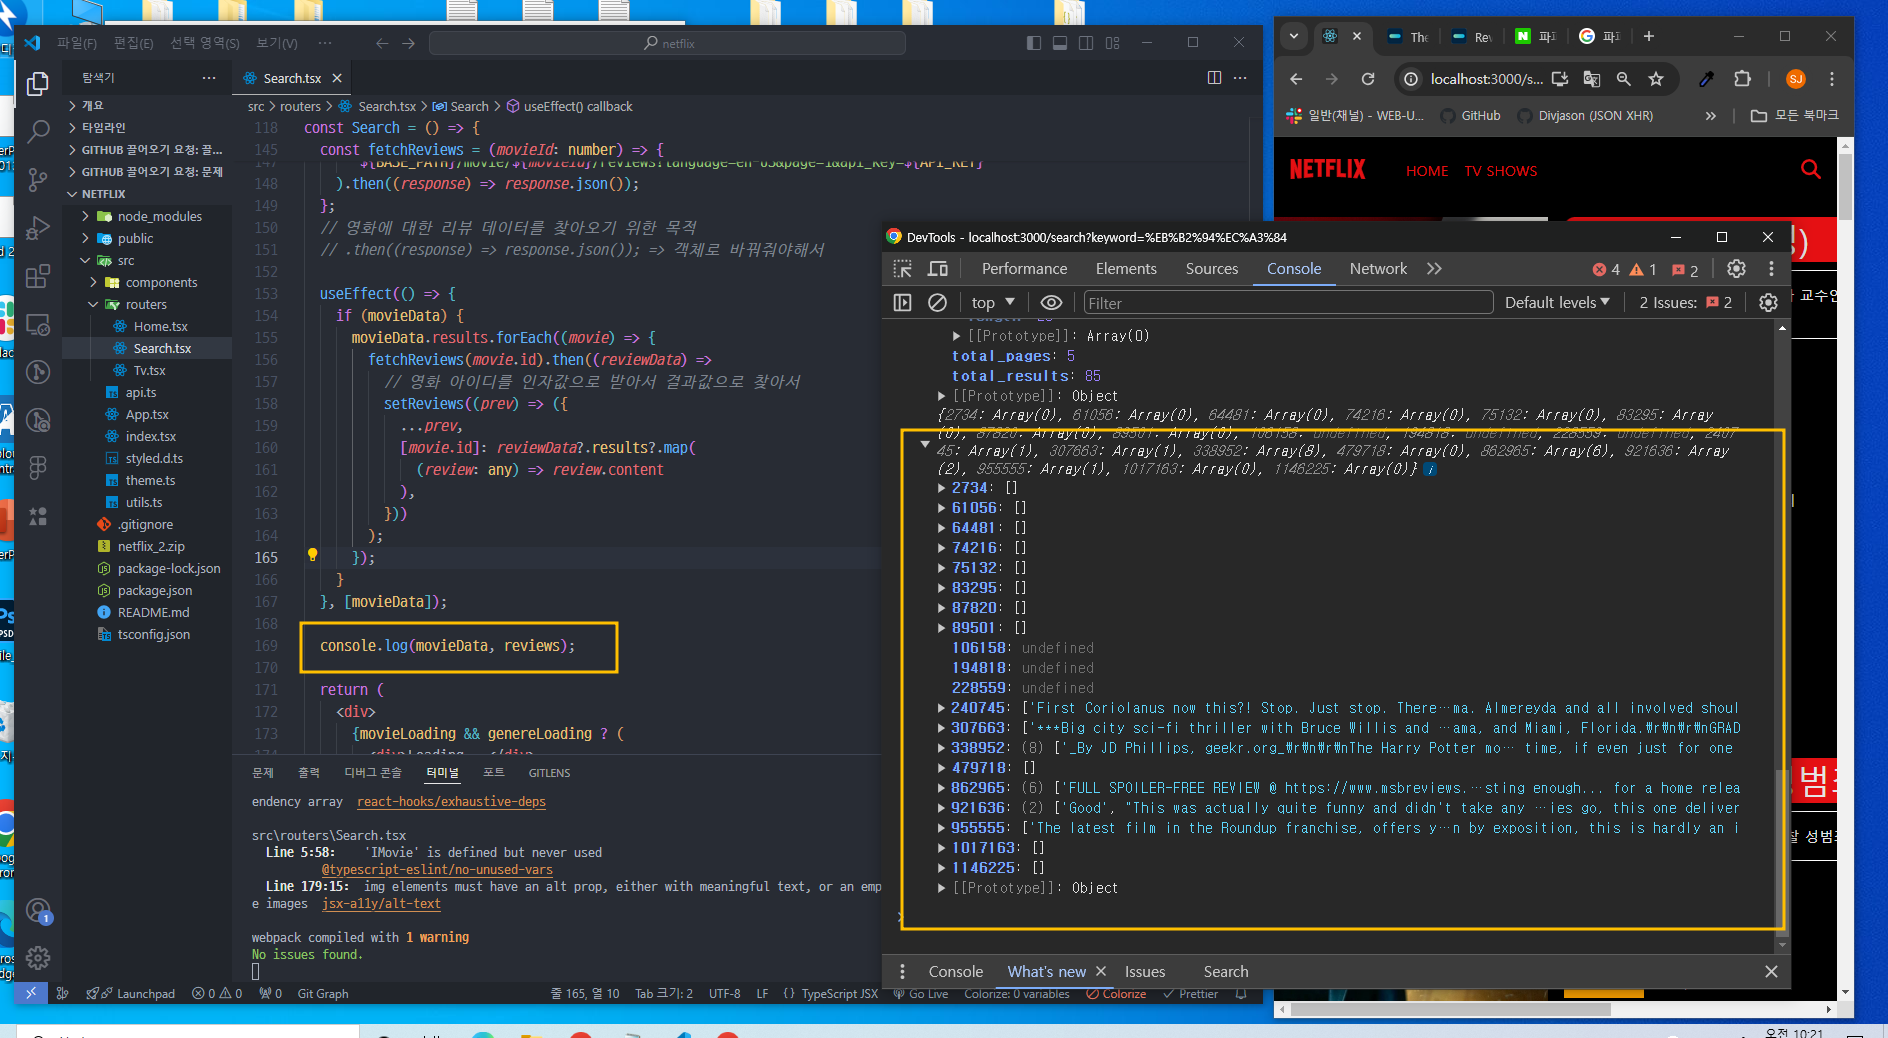 파일(F) 편집(E) 선택 영역(S) 보기(V) ···
netflix
탐색기 ···
개요
타임라인
GITHUB 끌어오기 요청: 끌...
GITHUB 끌어오기 요청: 문제
NETFLIX
node_modules
public
src
components
routers
Home.tsx
Search.tsx
Tv.tsx
api.ts
App.tsx
index.tsx
styled.d.ts
theme.ts
utils.ts
.gitignore
netflix_2.zip
package-lock.json
package.json
README.md
tsconfig.json
Search.tsx
src > routers > Search.tsx > Search > useEffect() callback
118 const Search = () => {
145 const fetchReviews = (movieId: number) => {
147 ${BASE_PATH}/movie/${movieId}/reviews?language=en-US&page=1&api_key=${API_KEY}`
148 ).then((response) => response.json());
149 };
150 // 영화에 대한 리뷰 데이터를 찾아오기 위한 목적
151 // .then((response) => response.json()); => 객체로 바꿔줘야해서
152
153 useEffect(() => {
154 if (movieData) {
155 movieData.results.forEach((movie) => {
156 fetchReviews(movie.id).then((reviewData) =>
157 // 영화 아이디를 인자값으로 받아서 결과값으로 찾아서
158 setReviews((prev) => ({
159 ...prev,
160 [movie.id]: reviewData?.results?.map(
161 (review: any) => review.content
162 ),
163 }))
164 );
165 });
166 }
167 }, [movieData]);
168
169 console.log(movieData, reviews);
170
171 return (
172 <div>
173 {movieLoading && genereLoading ? (
문제 출력 디버그 콘솔 터미널 포트 GITLENS
endency array react-hooks/exhaustive-deps
src\routers\Search.tsx
Line 5:58: 'IMovie' is defined but never used
@typescript-eslint/no-unused-vars
Line 179:15: img elements must have an alt prop, either with meaningful text, or an emp
e images jsx-a11y/alt-text
webpack compiled with 1 warning
No issues found.
Launchpad 0 0 0 Git Graph 줄 165, 열 10 Tab 크기: 2 UTF-8 LF {} TypeScript JSX Go Live Colorize: 0 variables Colorize Prettier
The Rev 파이 파이
localhost:3000/s... SJ
일반(채널) - WEB-U... GitHub Divjason (JSON XHR) » 모든 북마크
NETFLIX HOME TV SHOWS
DevTools - localhost:3000/search?keyword=%EB%B2%94%EC%A3%84
Performance Elements Sources Console Network 4 1 2
top Filter Default levels 2 Issues: 2
[[Prototype]]: Array(0)
total_pages: 5
total_results: 85
[[Prototype]]: Object
{2734: Array(0), 61056: Array(0), 64481: Array(0), 74216: Array(0), 75132: Array(0), 83295: Array
(0), 87820: Array(0), 89501: Array(0), 106158: undefined, 194818: undefined, 228559: undefined, 2407
45: Array(1), 307663: Array(1), 338952: Array(8), 479718: Array(0), 862965: Array(6), 921636: Array
(2), 955555: Array(1), 1017163: Array(0), 1146225: Array(0)} i
2734: []
61056: []
64481: []
74216: []
75132: []
83295: []
87820: []
89501: []
106158: undefined
194818: undefined
228559: undefined
240745: ['First Coriolanus now this?! Stop. Just stop. There…ma. Almereyda and all involved shoul
307663: ['***Big city sci-fi thriller with Bruce Willis and …ama, and Miami, Florida.₩r₩n₩r₩nGRAD
338952: (8) ['_By JD Phillips, geekr.org_₩r₩n₩r₩nThe Harry Potter mo… time, if even just for one
479718: []
862965: (6) ['FULL SPOILER-FREE REVIEW @ https://www.msbreviews.…sting enough... for a home relea
921636: (2) ['Good', "This was actually quite funny and didn't take any …ies go, this one deliver
955555: ['The latest film in the Roundup franchise, offers y…n by exposition, this is hardly an i
1017163: []
1146225: []
[[Prototype]]: Object
Console What's new Issues Search
오전 10:21